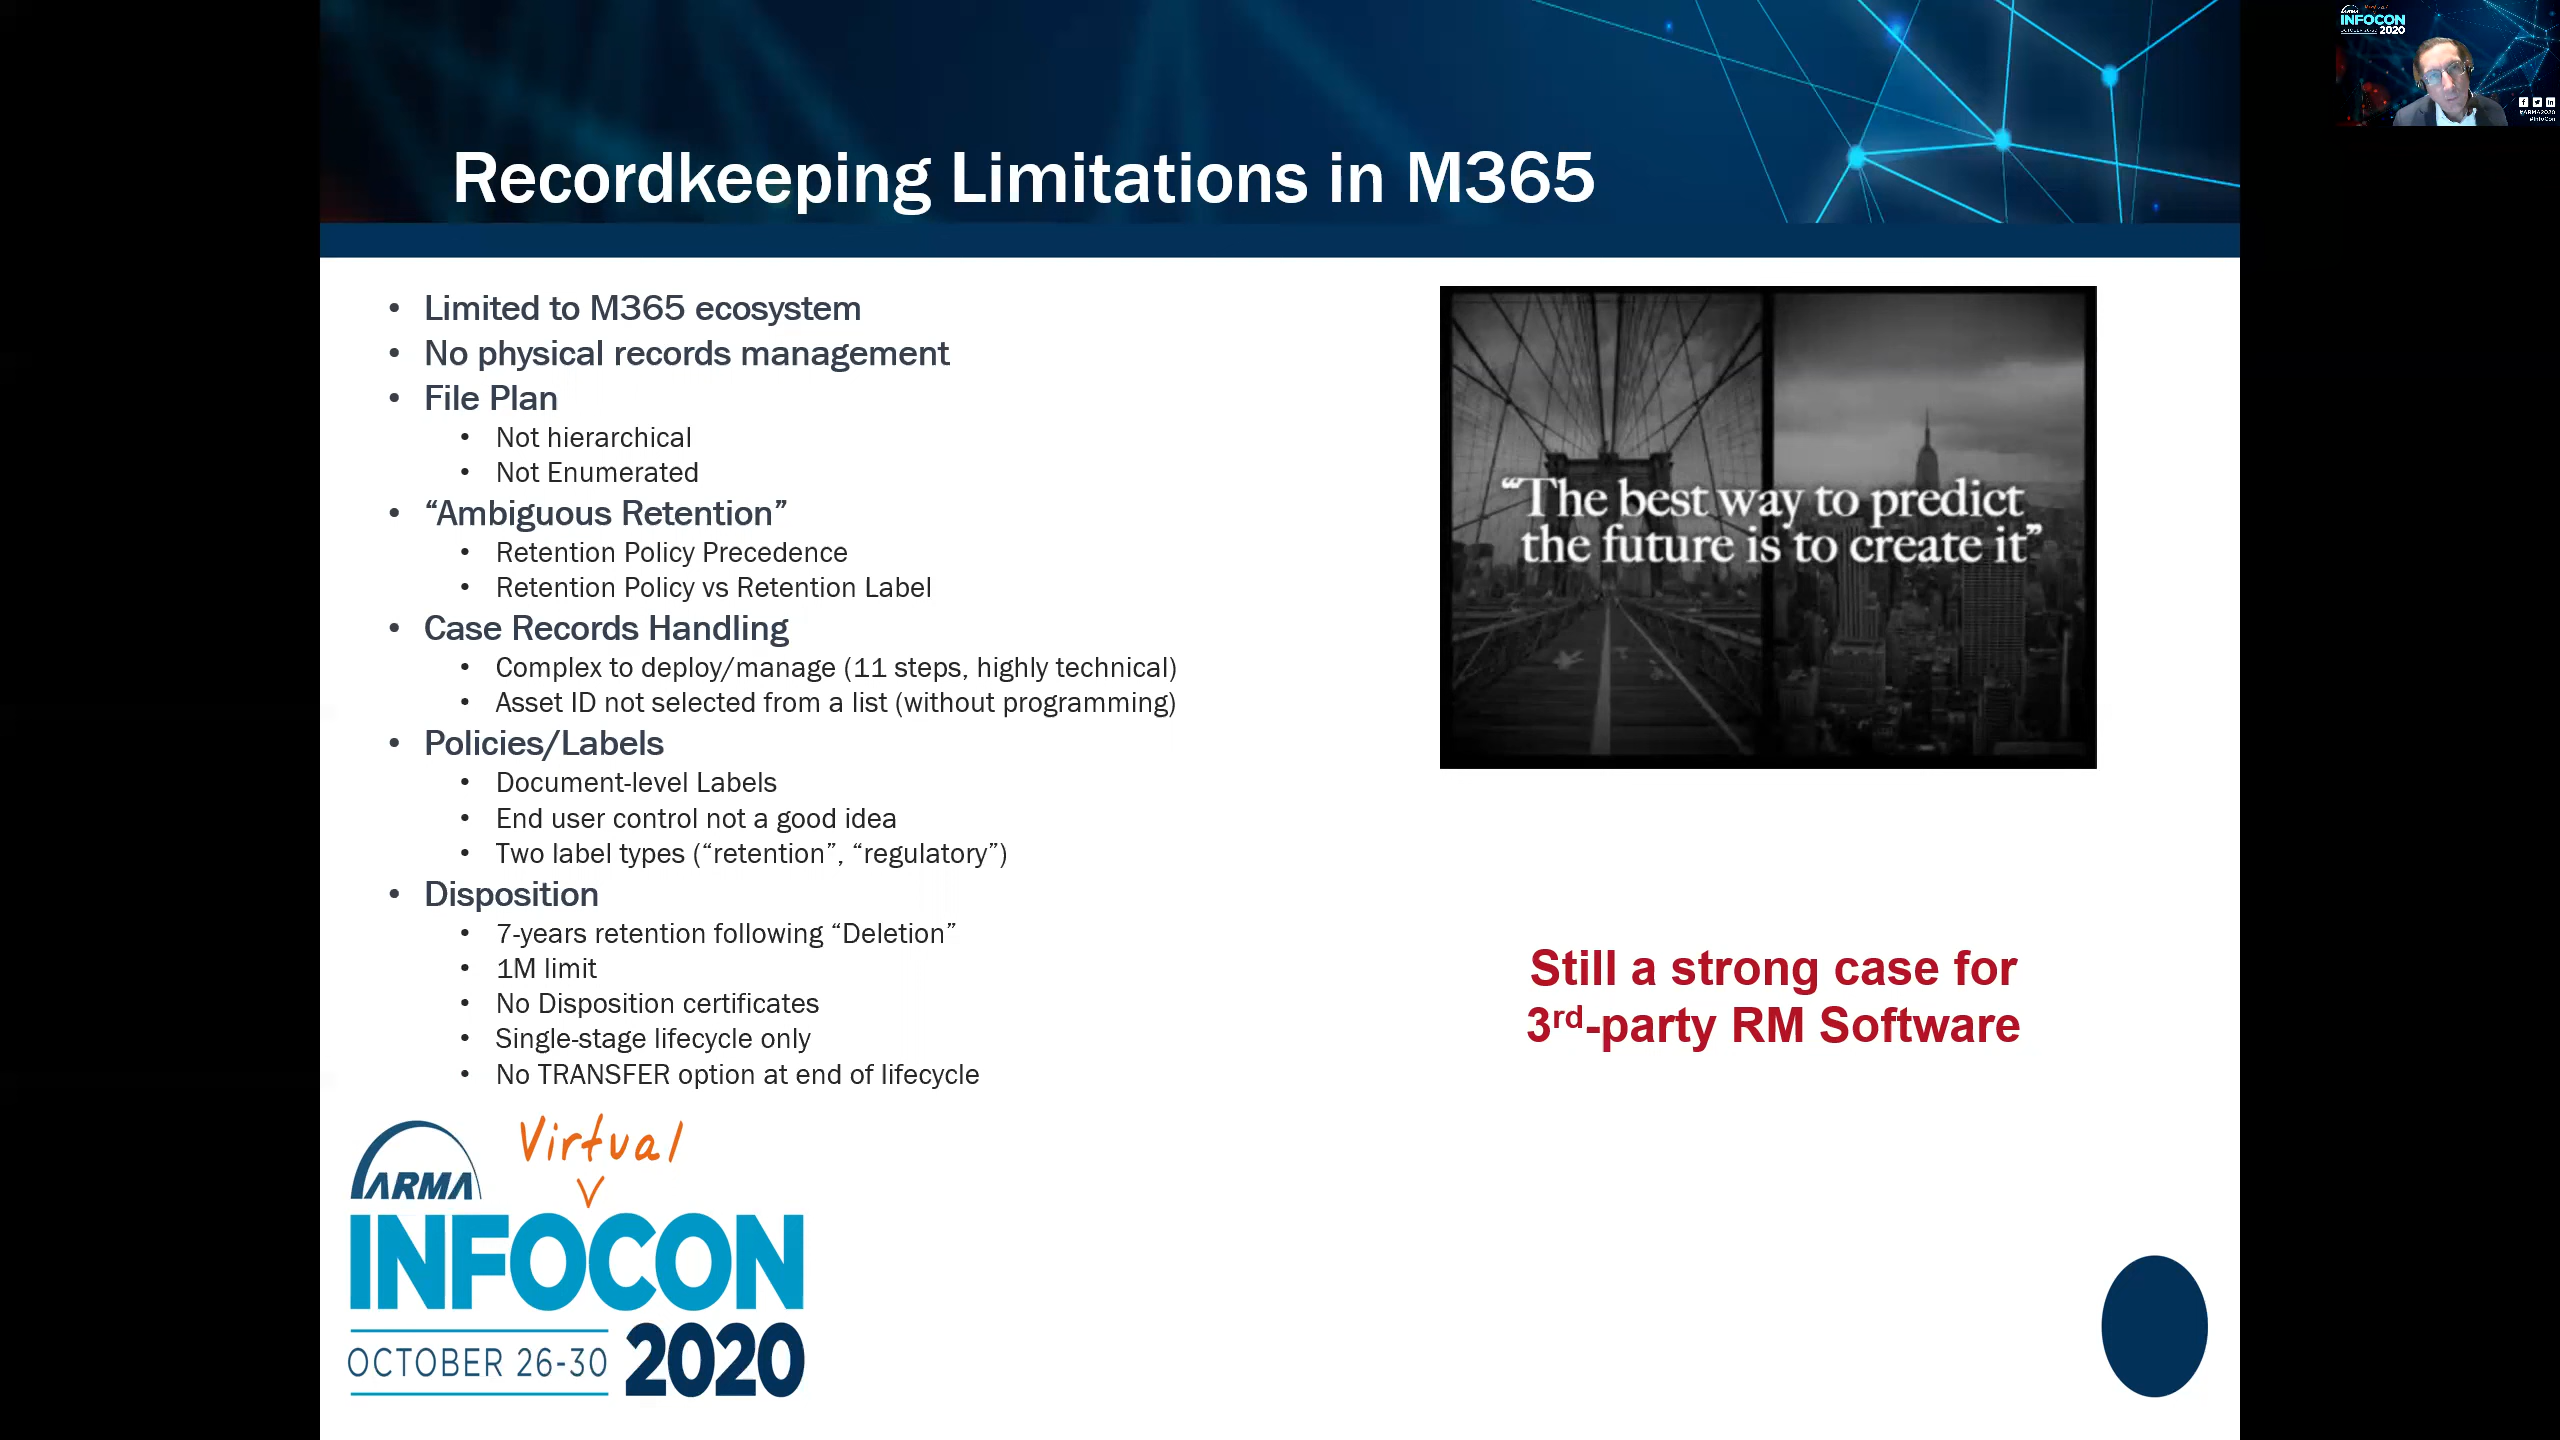 Recordkeeping Limitations in M365
• Limited to M365 ecosystem
• No physical records management
• File Plan
• Not hierarchical
• Not Enumerated
• “Ambiguous Retention”
• Retention Policy Precedence
• Retention Policy vs Retention Label
• Case Records Handling
• Complex to deploy/manage (11 steps, highly technical)
• Asset ID not selected from a list (without programming)
• Policies/Labels
• Document-level Labels
• End user control not a good idea
• Two label types (“retention”, “regulatory”)
• Disposition
• 7-years retention following “Deletion”
• 1M limit
• No Disposition certificates
• Single-stage lifecycle only
• No TRANSFER option at end of lifecycle
“The best way to predict
the future is to create it”
Still a strong case for
3rd-party RM Software
Virtual
ARMA
INFOCON
OCTOBER 26-30 2020
Virtual
INFOCON
2020
#ARMA2020
#InfoCon